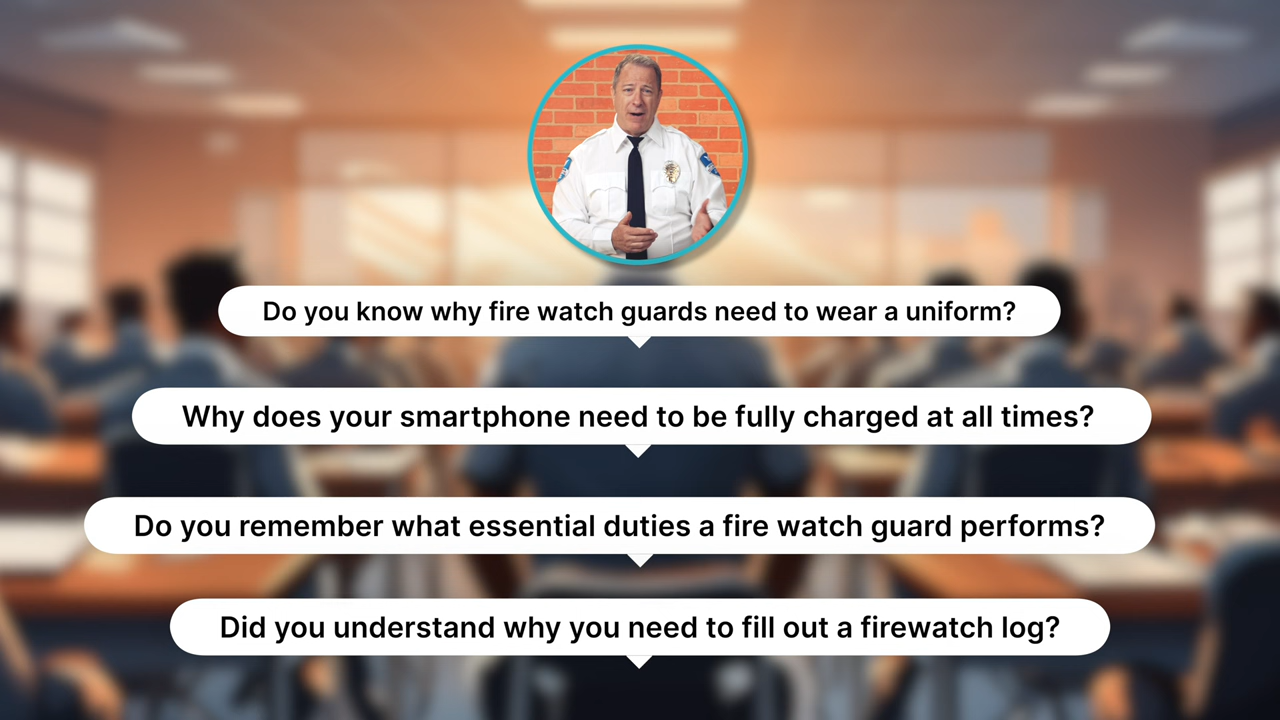 Do you know why fire watch guards need to wear a uniform?
Why does your smartphone need to be fully charged at all times?
Do you remember what essential duties a fire watch guard performs?
Did you understand why you need to fill out a firewatch log?